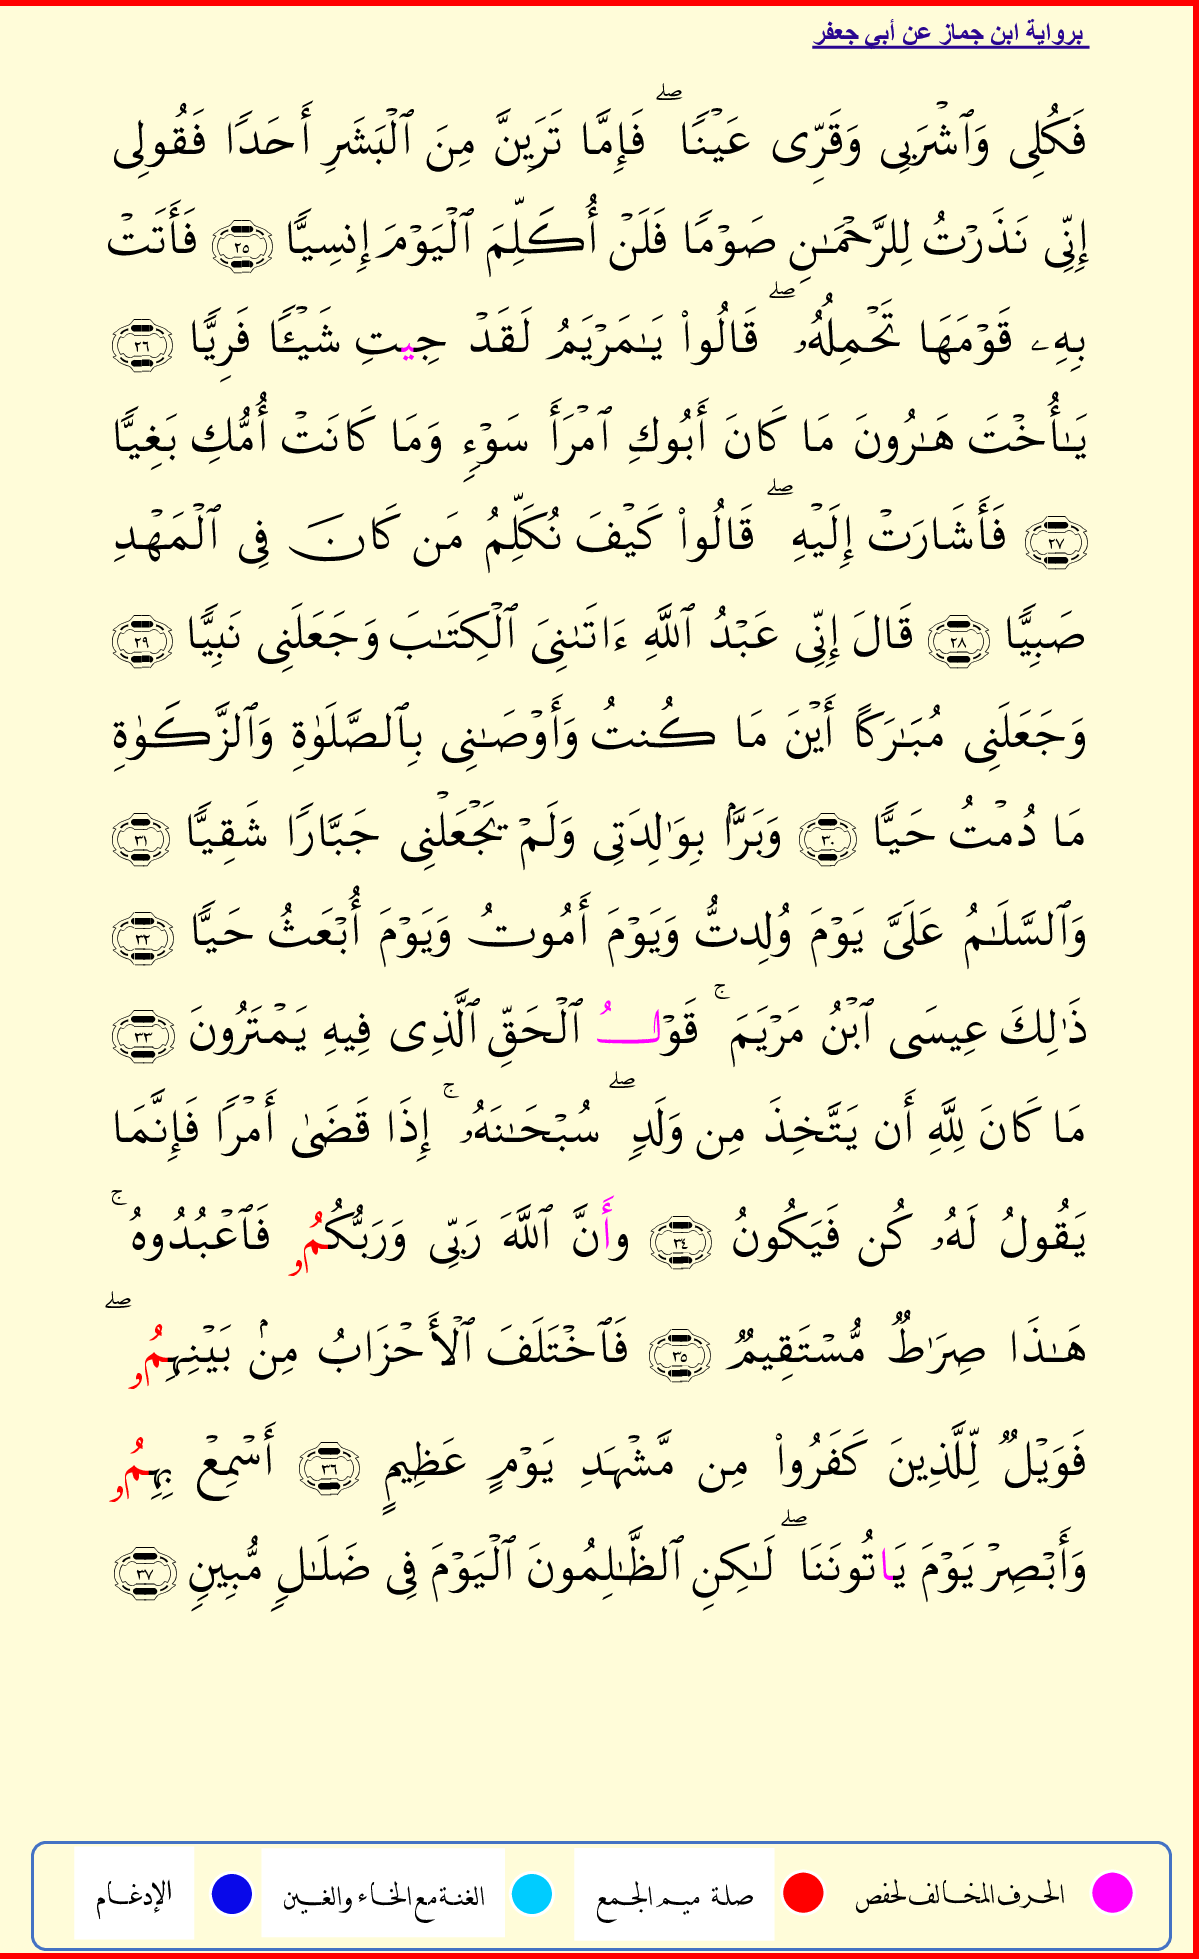 برواية ابن جماز عن أبي جعفر
فَكُلِى وَٱشْرَبِى وَقَرِّى عَيْنًا ۖ فَإِمَّا تَرَيِنَّ مِنَ ٱلْبَشَرِ أَحَدًا فَقُولِى
إِنِّى نَذَرْتُ لِلرَّحْمَـٰنِ صَوْمًا فَلَنْ أُكَلِّمَ ٱلْيَوْمَ إِنسِيًّا ٢٥ فَأَتَتْ
بِهِۦ قَوْمَهَا تَحْمِلُهُۥ ۖ قَالُوا۟ يَـٰمَرْيَمُ لَقَدْ جِيتِ شَيْـًٔا فَرِيًّا ٢٦
يَـٰٓأُخْتَ هَـٰرُونَ مَا كَانَ أَبُوكِ ٱمْرَأَ سَوْءٍ وَمَا كَانَتْ أُمُّكِ بَغِيًّا
٢٧ فَأَشَارَتْ إِلَيْهِ ۖ قَالُوا۟ كَيْفَ نُكَلِّمُ مَن كَانَ فِى ٱلْمَهْدِ
صَبِيًّا ٢٨ قَالَ إِنِّى عَبْدُ ٱللَّهِ ءَاتَىٰنِىَ ٱلْكِتَـٰبَ وَجَعَلَنِى نَبِيًّا ٢٩
وَجَعَلَنِى مُبَـٰرَكًا أَيْنَ مَا كُنتُ وَأَوْصَـٰنِى بِٱلصَّلَوٰةِ وَٱلزَّكَوٰةِ
مَا دُمْتُ حَيًّا ٣٠ وَبَرًّۢا بِوَٰلِدَتِى وَلَمْ يَجْعَلْنِى جَبَّارًا شَقِيًّا ٣١
وَٱلسَّلَـٰمُ عَلَىَّ يَوْمَ وُلِدتُّ وَيَوْمَ أَمُوتُ وَيَوْمَ أُبْعَثُ حَيًّا ٣٢
ذَٰلِكَ عِيسَى ٱبْنُ مَرْيَمَ ۚ قَوْلُ ٱلْحَقِّ ٱلَّذِى فِيهِ يَمْتَرُونَ ٣٣
مَا كَانَ لِلَّهِ أَن يَتَّخِذَ مِن وَلَدٍ ۖ سُبْحَـٰنَهُۥ ۚ إِذَا قَضَىٰ أَمْرًا فَإِنَّمَا
يَقُولُ لَهُۥ كُن فَيَكُونُ ٣٤ وأَنَّ ٱللَّهَ رَبِّى وَرَبُّكُمُۥ فَٱعْبُدُوهُ ۚ
هَـٰذَا صِرَٰطٌ مُّسْتَقِيمٌ ٣٥ فَٱخْتَلَفَ ٱلْأَحْزَابُ مِنۢ بَيْنِهِمُۥ ۖ
فَوَيْلٌ لِّلَّذِينَ كَفَرُوا۟ مِن مَّشْهَدِ يَوْمٍ عَظِيمٍ ٣٦ أَسْمِعْ بِهِمُۥ
وَأَبْصِرْ يَوْمَ يَاتُونَنَا ۖ لَـٰكِنِ ٱلظَّـٰلِمُونَ ٱلْيَوْمَ فِى ضَلَـٰلٍ مُّبِينٍ ٣٧
الحرف المخالف لحفص صلة ميم الجمع الغنة مع الخاء والغين الإدغام